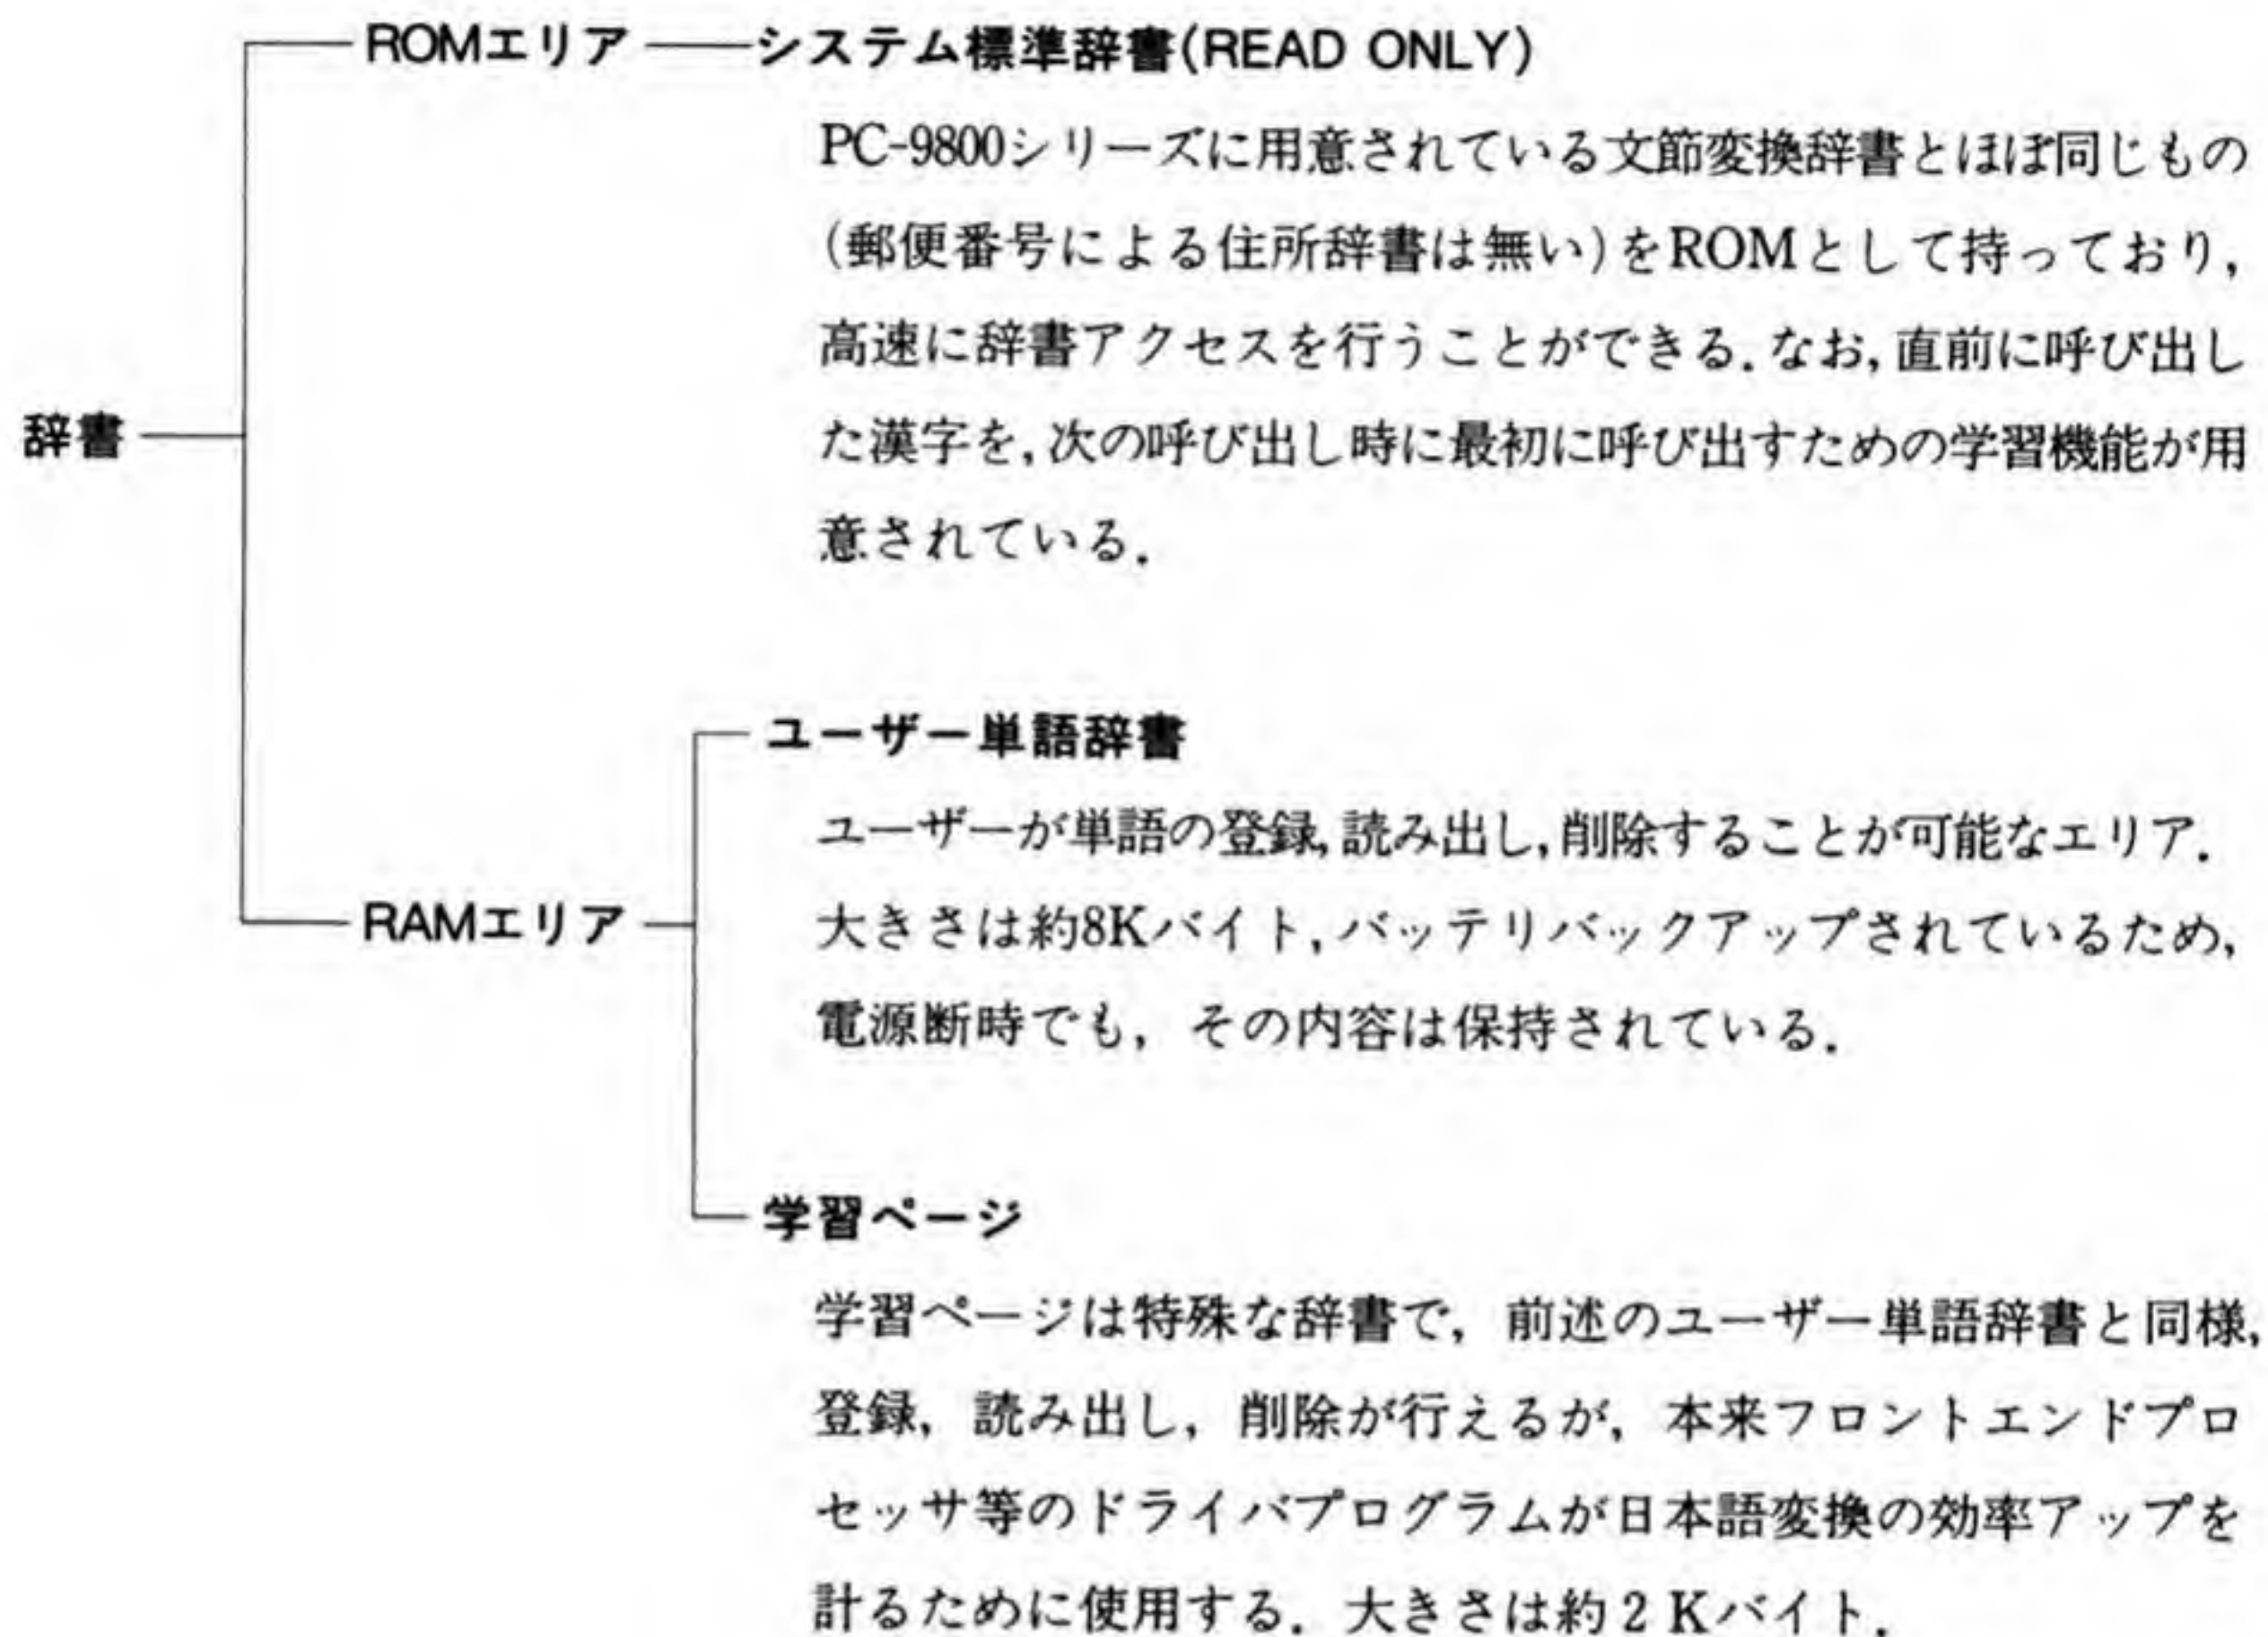 ROMエリア システム標準辞書(READ ONLY)
PC-9800シリーズに用意されている文節変換辞書とほぼ同じもの
(郵便番号による住所辞書は無い)をROMとして持っており,
高速に辞書アクセスを行うことができる.なお,直前に呼び出し
辞書
た漢字を,次の呼び出し時に最初に呼び出すための学習機能が用
意されている.
ユーザー単語辞書
ユーザーが単語の登録,読み出し,削除することが可能なエリア.
RAMエリア
大きさは約8Kバイト,バッテリバックアップされているため,
電源断時でも,その内容は保持されている.
学習ページ
学習ページは特殊な辞書で,前述のユーザー単語辞書と同様,
登録,読み出し,削除が行えるが,本来フロントエンドプロ
セッサ等のドライバプログラムが日本語変換の効率アップを
計るために使用する.大きさは約2Kバイト.